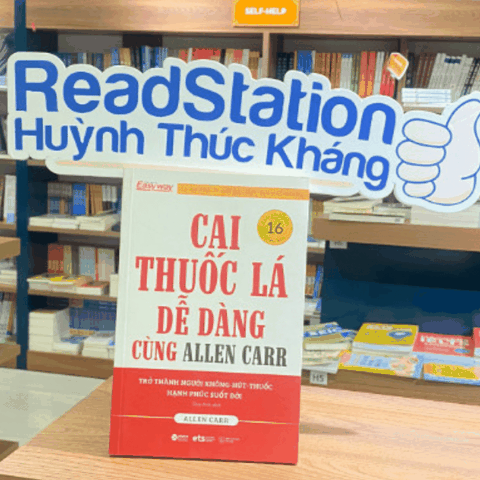 SELF-HELP
ReadStation
Huỳnh Thúc Kháng
Easyway
16
CAI
THUỐC LÁ
DỄ DÀNG
CÙNG ALLEN CARR
TRỞ THÀNH NGƯỜI KHÔNG-HÚT-THUỐC
HẠNH PHÚC SUỐT ĐỜI
ALLEN CARR
H5